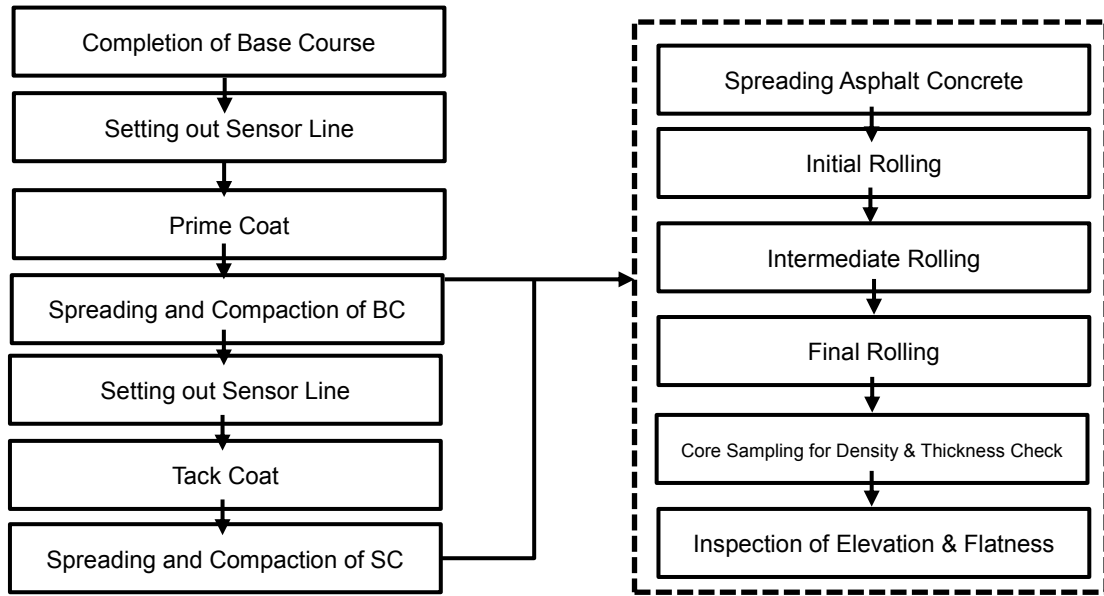 Completion of Base Course
Setting out Sensor Line
Prime Coat
Spreading and Compaction of BC
Setting out Sensor Line
Tack Coat
Spreading and Compaction of SC
Spreading Asphalt Concrete
Initial Rolling
Intermediate Rolling
Final Rolling
Core Sampling for Density & Thickness Check
Inspection of Elevation & Flatness